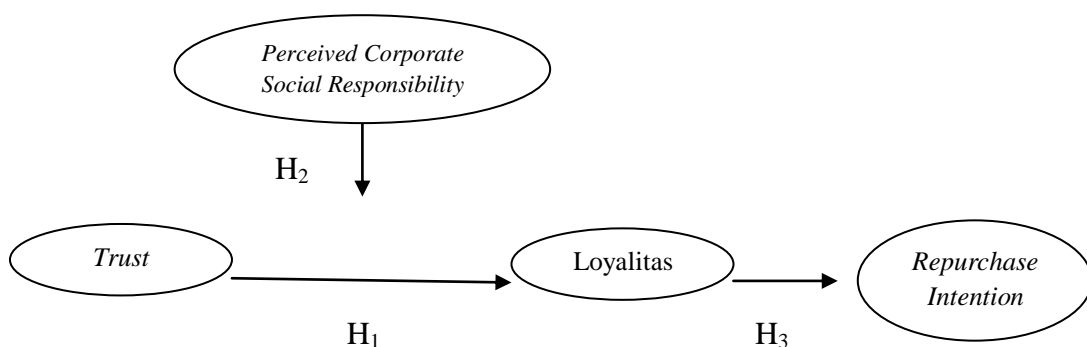 Perceived Corporate
Social Responsibility
H₂
Trust
Loyalitas
Repurchase
Intention
H₁
H₃